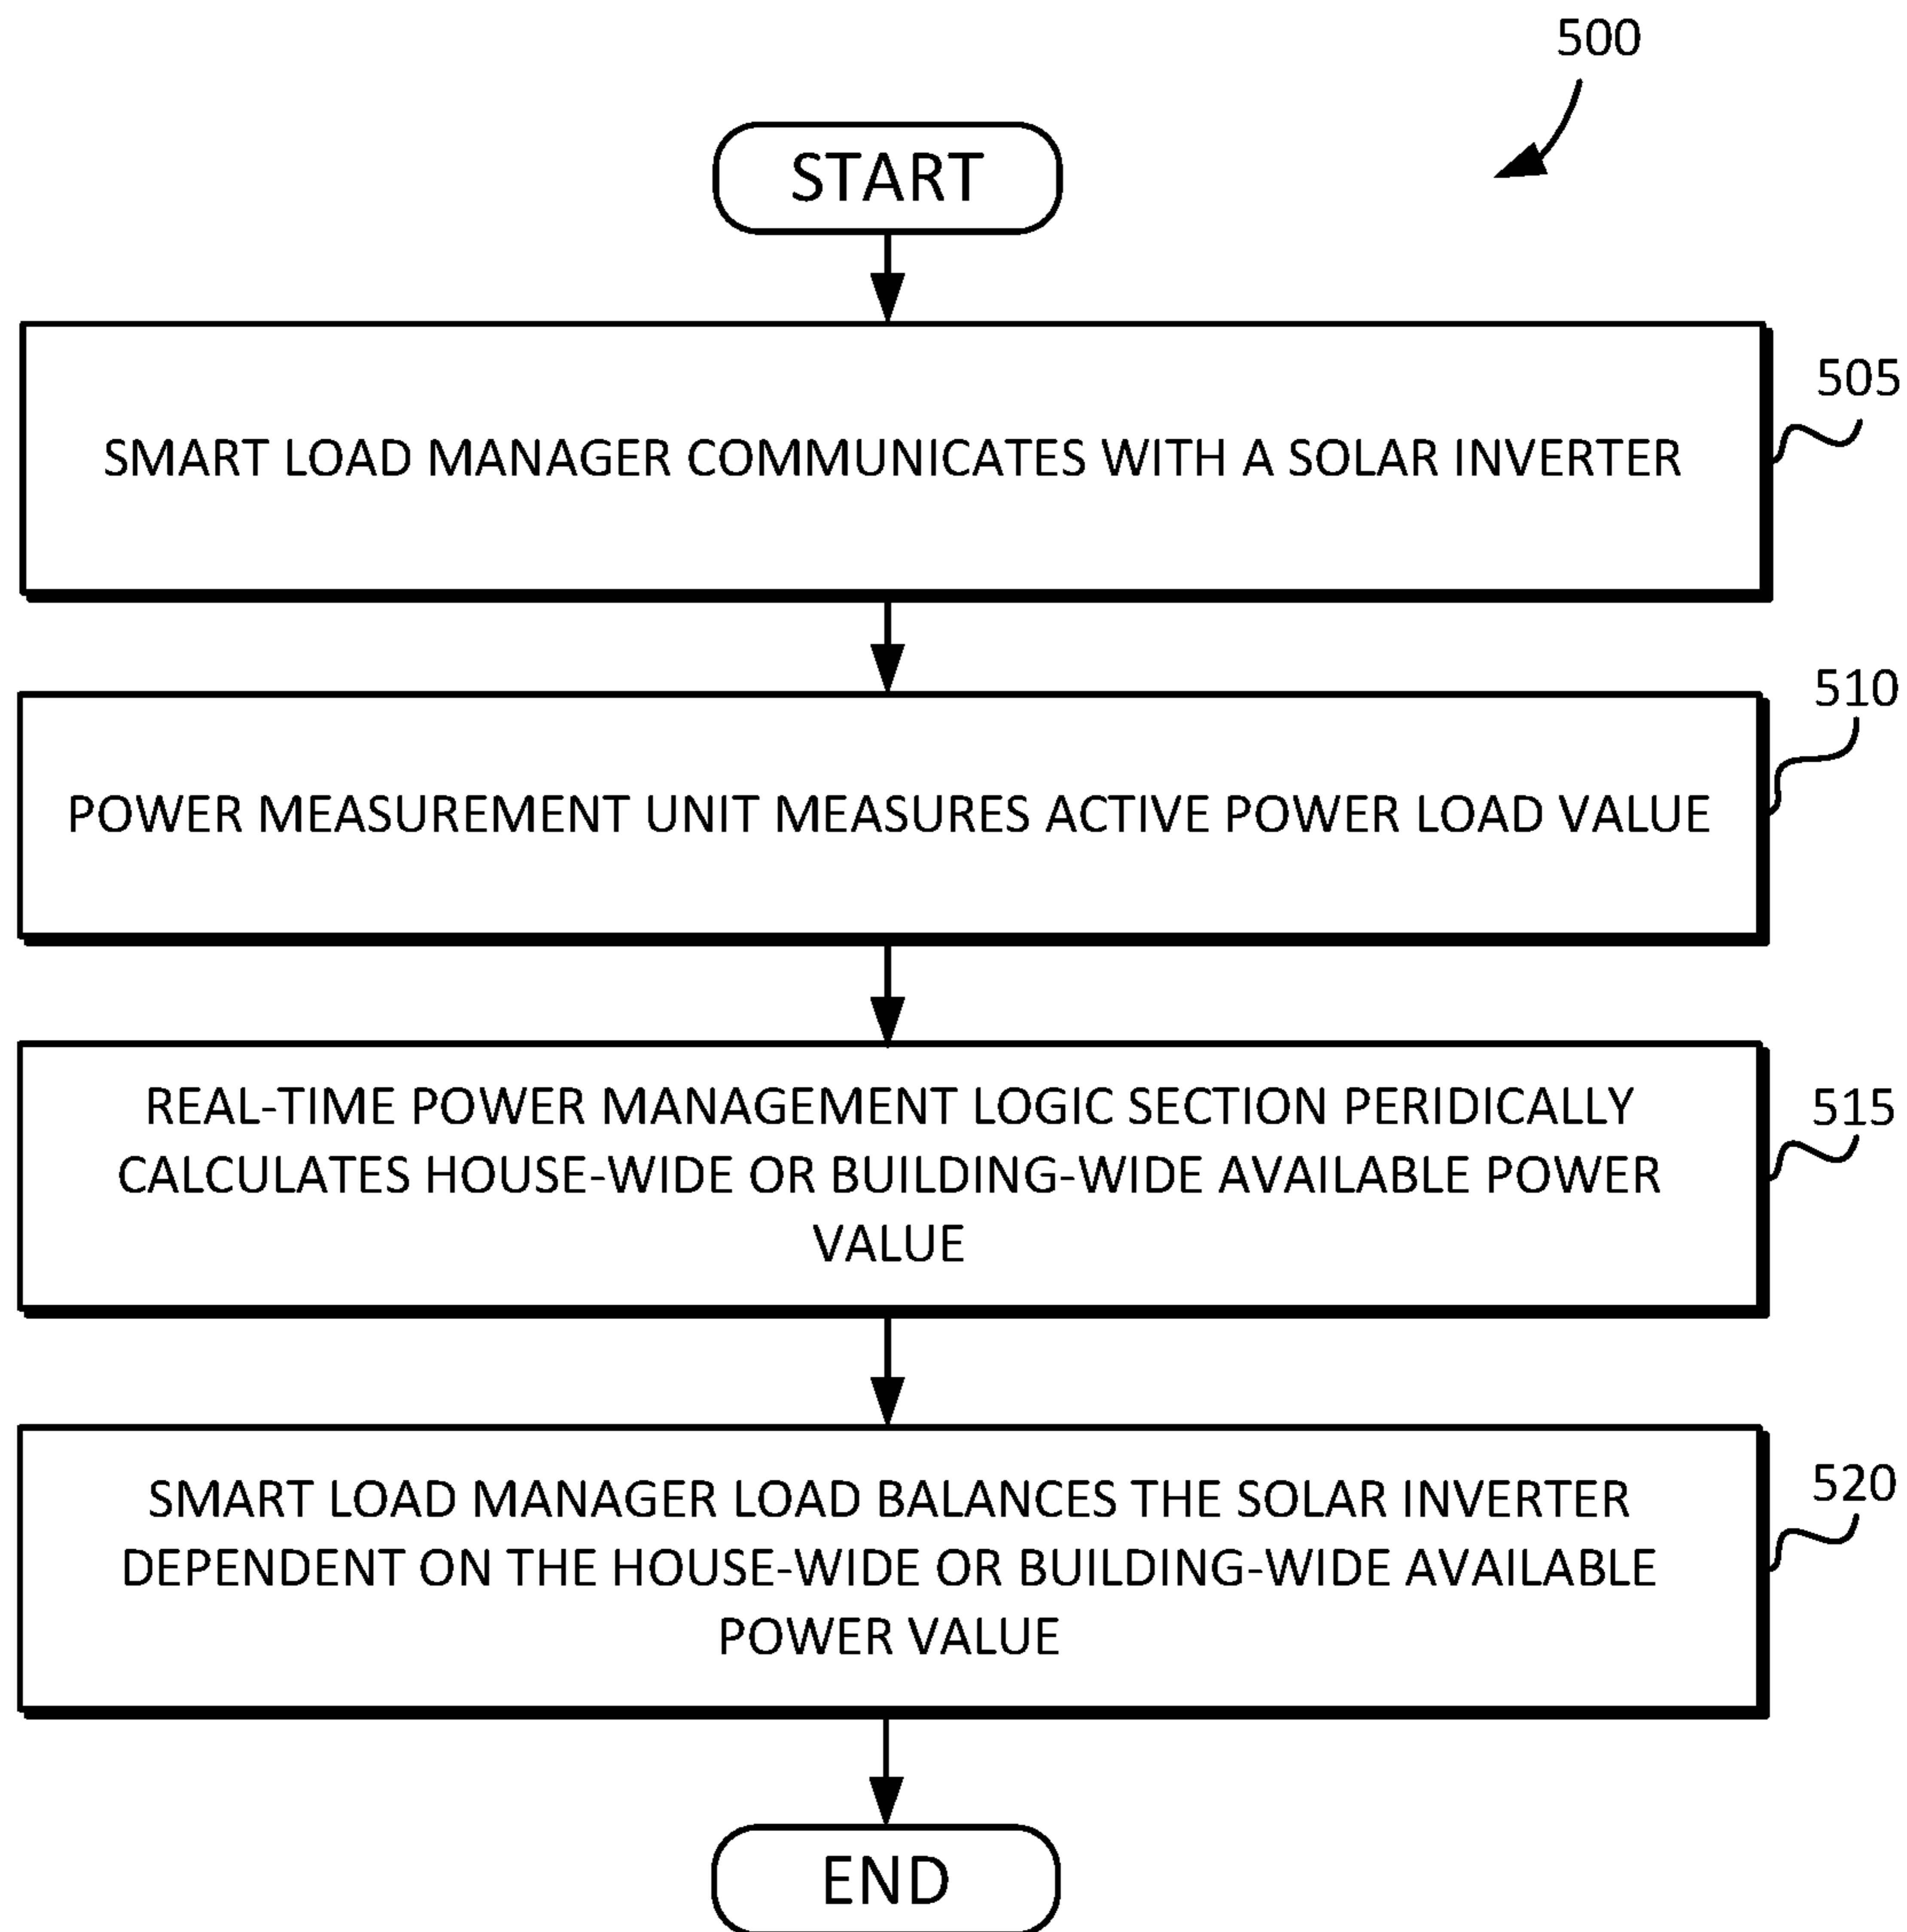 500
START
SMART LOAD MANAGER COMMUNICATES WITH A SOLAR INVERTER
505
POWER MEASUREMENT UNIT MEASURES ACTIVE POWER LOAD VALUE
510
REAL-TIME POWER MANAGEMENT LOGIC SECTION PERIDICALLY
CALCULATES HOUSE-WIDE OR BUILDING-WIDE AVAILABLE POWER
VALUE
515
SMART LOAD MANAGER LOAD BALANCES THE SOLAR INVERTER
DEPENDENT ON THE HOUSE-WIDE OR BUILDING-WIDE AVAILABLE
POWER VALUE
520
END